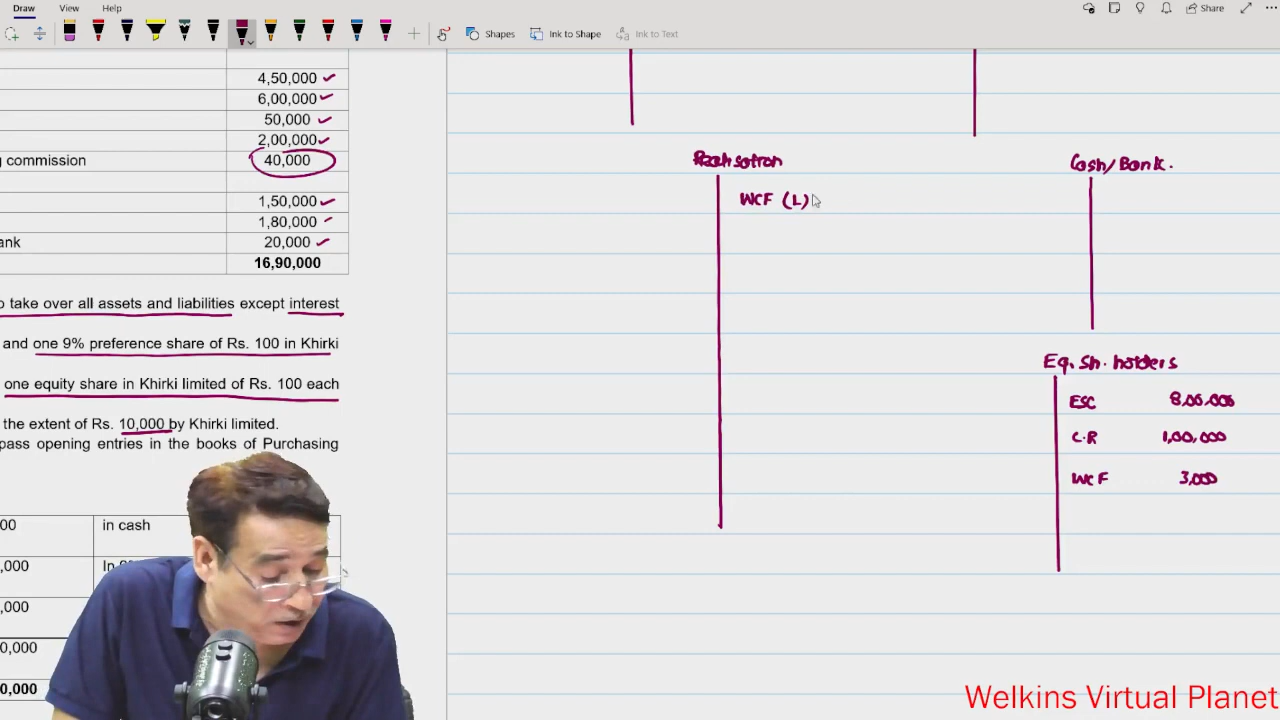 Draw View Help
Share
Shapes Ink to Shape Ink to Text
4,50,000
6,00,000
50,000
2,00,000
g commission 40,000
1,50,000
1,80,000
ank 20,000
16,90,000
o take over all assets and liabilities except interest
and one 9% preference share of Rs. 100 in Khirki
one equity share in Khirki limited of Rs. 100 each
the extent of Rs. 10,000 by Khirki limited.
pass opening entries in the books of Purchasing
00 in cash
,000 In
,000
0,000
0,000
Realisation
WCF (L)
Cash/Bank.
Eq. Sh. holders
ESC 8,00,000
C.R 1,00,000
WCF 3,000
Welkins Virtual Planet